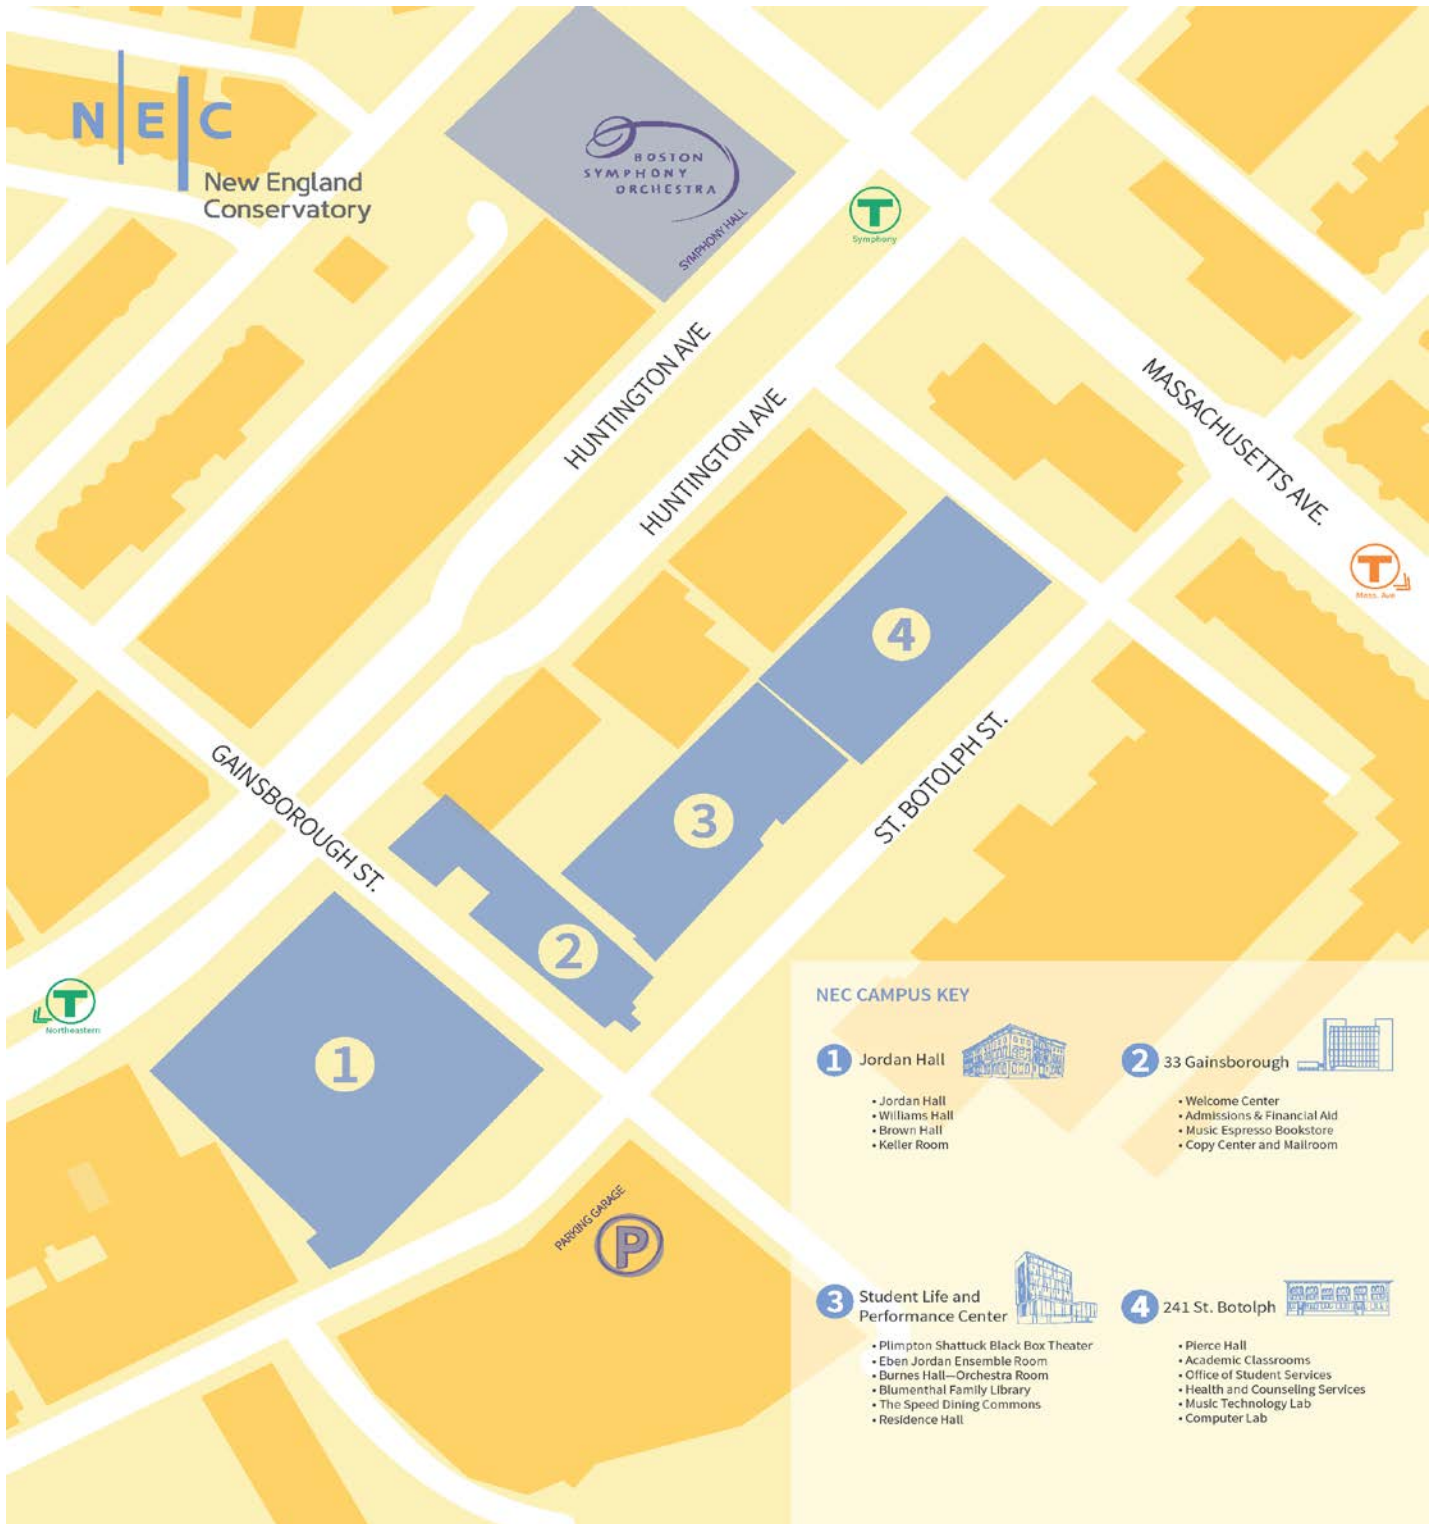 N E C
New England
Conservatory
BOSTON
SYMPHONY
ORCHESTRA
SYMPHONY HALL
T
Symphony
HUNTINGTON AVE
HUNTINGTON AVE
MASSACHUSETTS AVE.
T
Mass. Ave
4
GAINSBOROUGH ST.
3
ST. BOTOLPH ST.
2
T
Northeastern
1
PARKING GARAGE
P
NEC CAMPUS KEY
1 Jordan Hall
• Jordan Hall
• Williams Hall
• Brown Hall
• Keller Room
2 33 Gainsborough
• Welcome Center
• Admissions & Financial Aid
• Music Espresso Bookstore
• Copy Center and Mailroom
3 Student Life and
Performance Center
• Plimpton Shattuck Black Box Theater
• Eben Jordan Ensemble Room
• Burnes Hall—Orchestra Room
• Blumenthal Family Library
• The Speed Dining Commons
• Residence Hall
4 241 St. Botolph
• Pierce Hall
• Academic Classrooms
• Office of Student Services
• Health and Counseling Services
• Music Technology Lab
• Computer Lab